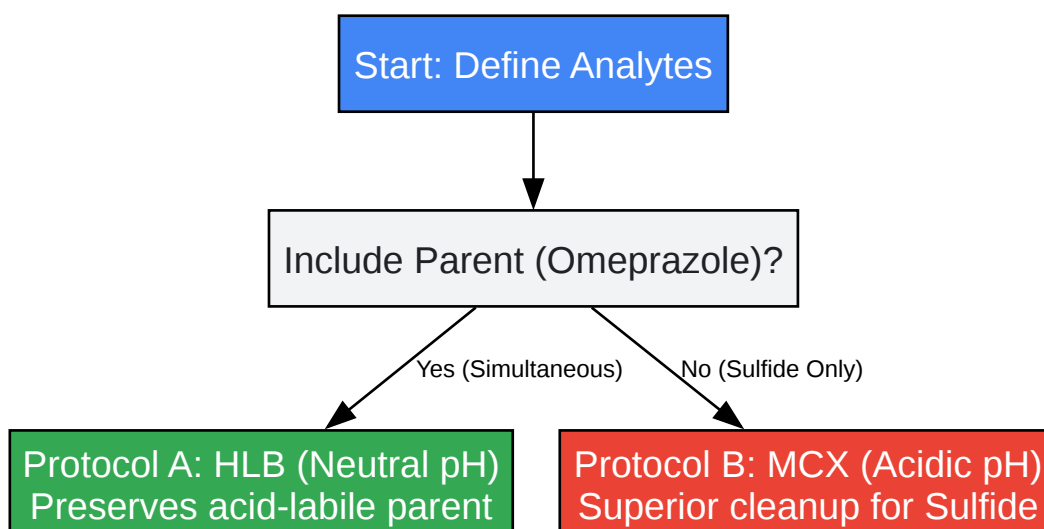 Start: Define Analytes
Include Parent (Omeprazole)?
Yes (Simultaneous)
No (Sulfide Only)
Protocol A: HLB (Neutral pH)
Preserves acid-labile parent
Protocol B: MCX (Acidic pH)
Superior cleanup for Sulfide